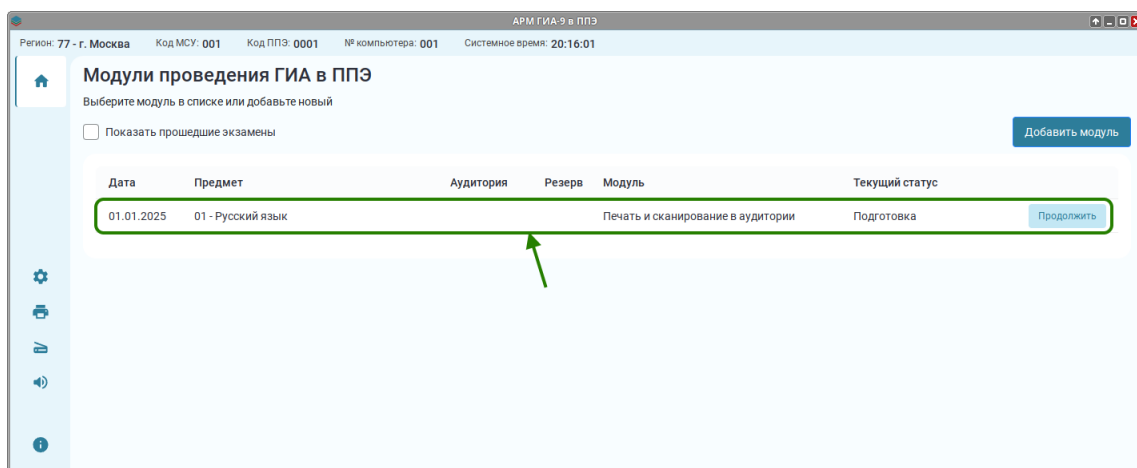 АРМ ГИА-9 в ППЭ
Регион: 77 - г. Москва Код МСУ: 001 Код ППЭ: 0001 № компьютера: 001 Системное время: 20:16:01
Модули проведения ГИА в ППЭ
Выберите модуль в списке или добавьте новый
Показать прошедшие экзамены Добавить модуль
Дата Предмет Аудитория Резерв Модуль Текущий статус
01.01.2025 01 - Русский язык Печать и сканирование в аудитории Подготовка Продолжить